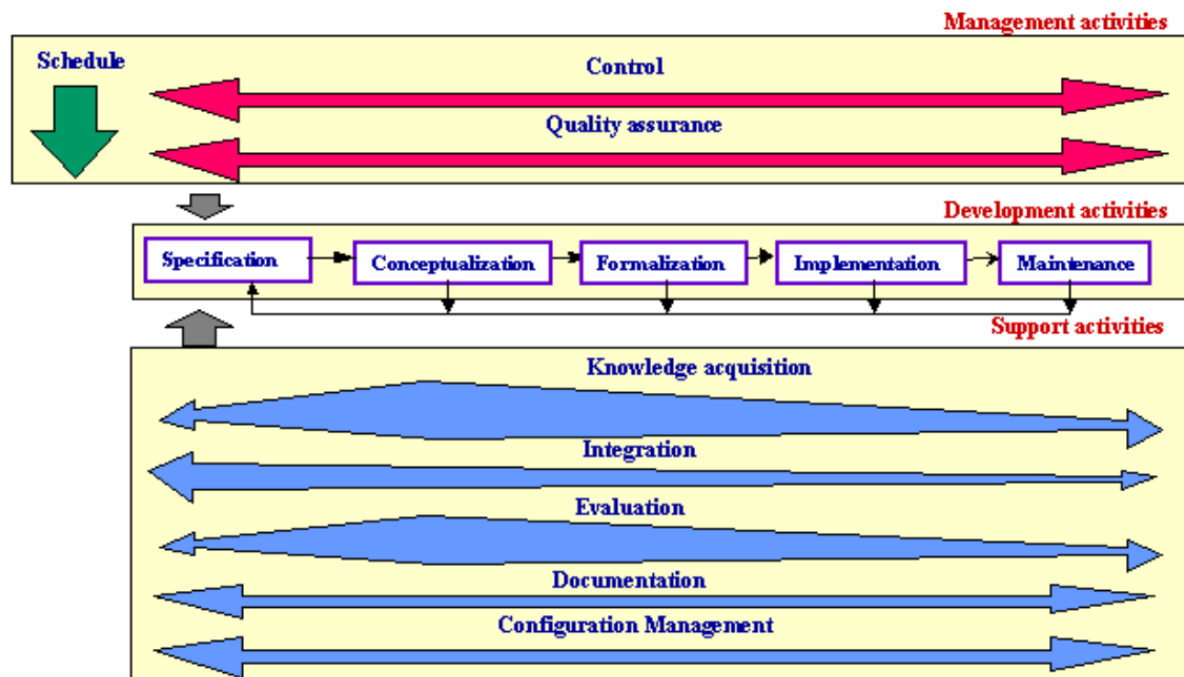 Management activities
Schedule
Control
Quality assurance
Development activities
Specification
Conceptualization
Formalization
Implementation
Maintenance
Support activities
Knowledge acquisition
Integration
Evaluation
Documentation
Configuration Management